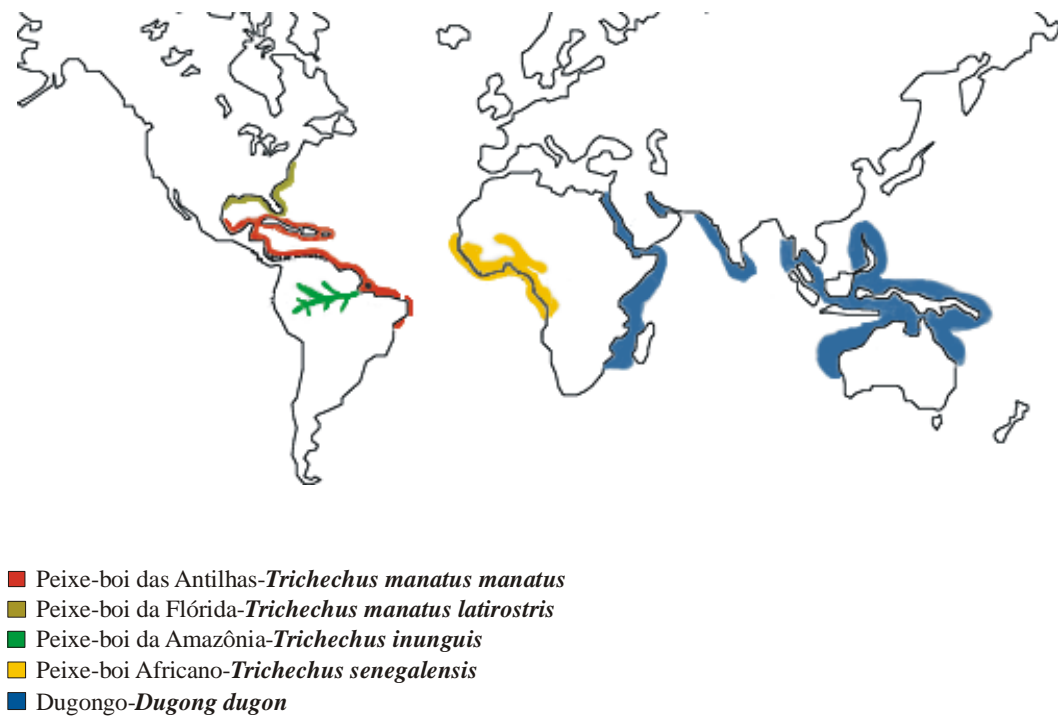 Peixe-boi das Antilhas-Trichechus manatus manatus
Peixe-boi da Flórida-Trichechus manatus latirostris
Peixe-boi da Amazônia-Trichechus inunguis
Peixe-boi Africano-Trichechus senegalensis
Dugongo-Dugong dugon